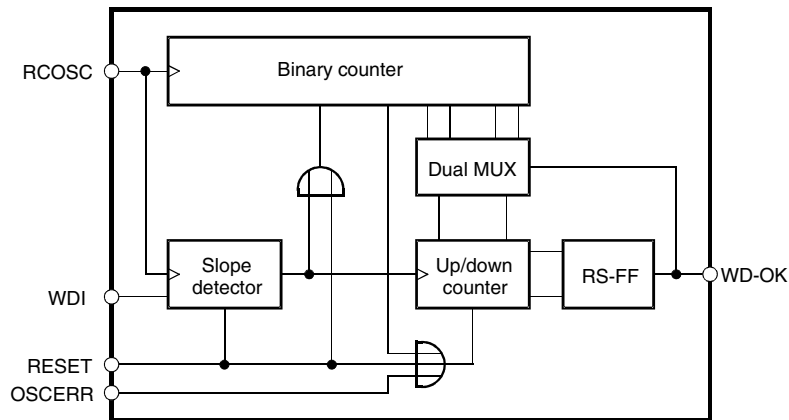 RCOSC
Binary counter
Dual MUX
Slope
detector
Up/down
counter
RS-FF
WD-OK
WDI
RESET
OSCERR